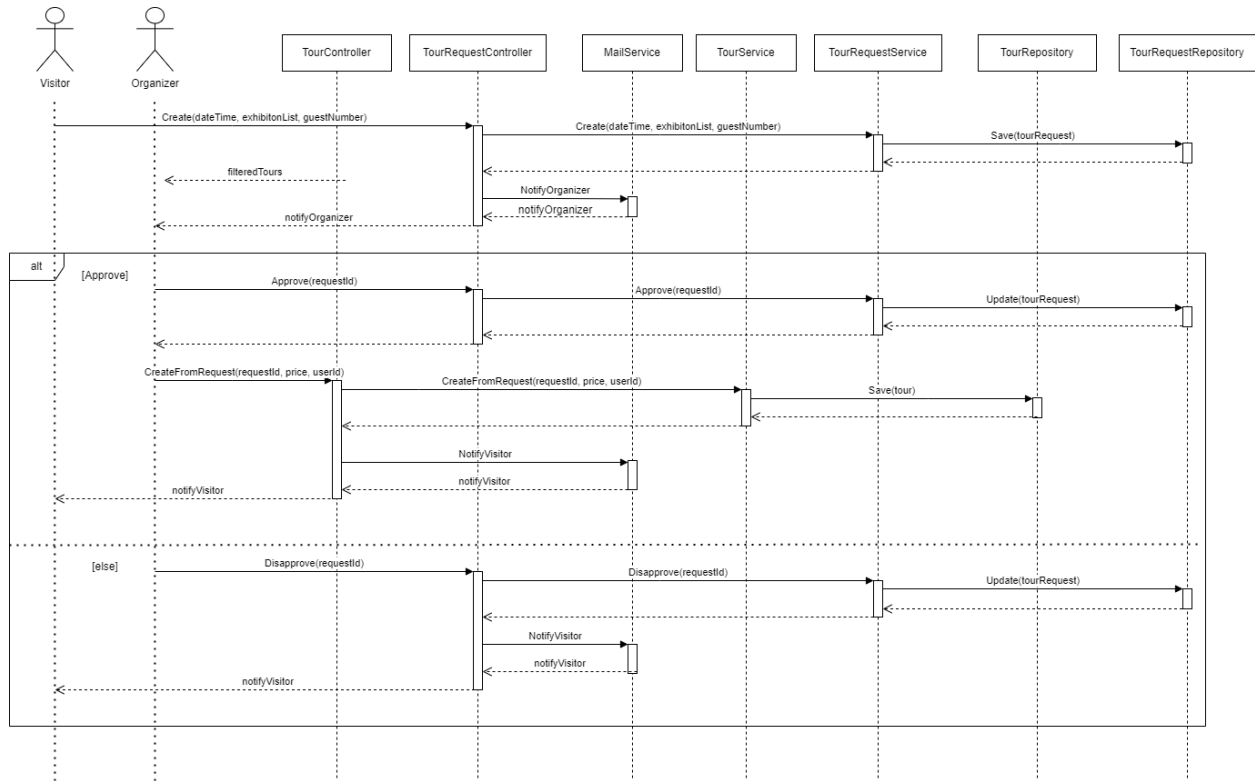 Visitor
Organizer
TourController
TourRequestController
MailService
TourService
TourRequestService
TourRepository
TourRequestRepository
Create(dateTime, exhibitonList, guestNumber)
Create(dateTime, exhibitonList, guestNumber)
Save(tourRequest)
filteredTours
NotifyOrganizer
notifyOrganizer
notifyOrganizer
alt
[Approve]
Approve(requestId)
Approve(requestId)
Update(tourRequest)
CreateFromRequest(requestId, price, userId)
CreateFromRequest(requestId, price, userId)
Save(tour)
NotifyVisitor
notifyVisitor
notifyVisitor
[else]
Disapprove(requestId)
Disapprove(requestId)
Update(tourRequest)
NotifyVisitor
notifyVisitor
notifyVisitor